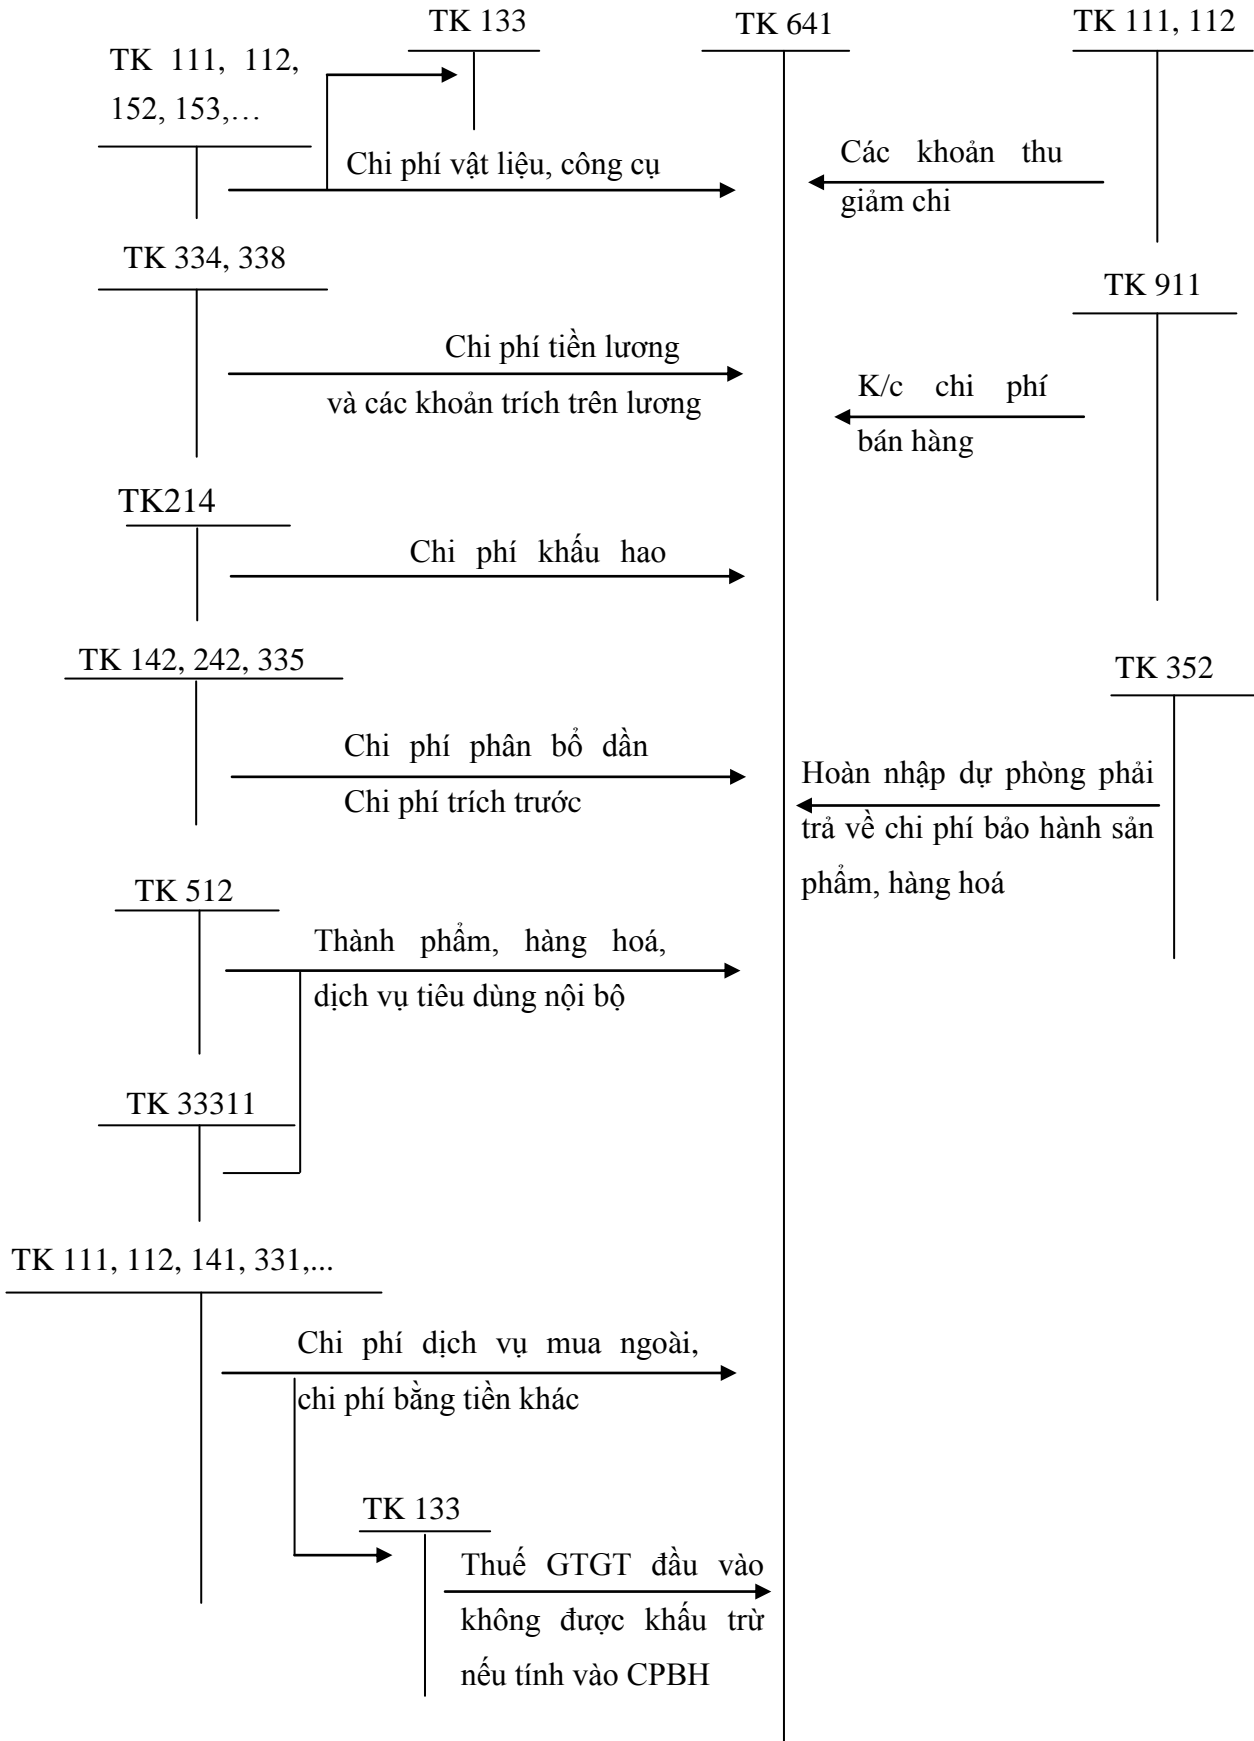 TK 133
TK 641
TK 111, 112
TK 111, 112,
152, 153,…
Chi phí vật liệu, công cụ
Các khoản thu
giảm chi
TK 334, 338
TK 911
Chi phí tiền lương
và các khoản trích trên lương
K/c chi phí
bán hàng
TK214
Chi phí khấu hao
TK 142, 242, 335
TK 352
Chi phí phân bổ dần
Chi phí trích trước
Hoàn nhập dự phòng phải
trả về chi phí bảo hành sản
phẩm, hàng hoá
TK 512
Thành phẩm, hàng hoá,
dịch vụ tiêu dùng nội bộ
TK 33311
TK 111, 112, 141, 331,...
Chi phí dịch vụ mua ngoài,
chi phí bằng tiền khác
TK 133
Thuế GTGT đầu vào
không được khấu trừ
nếu tính vào CPBH